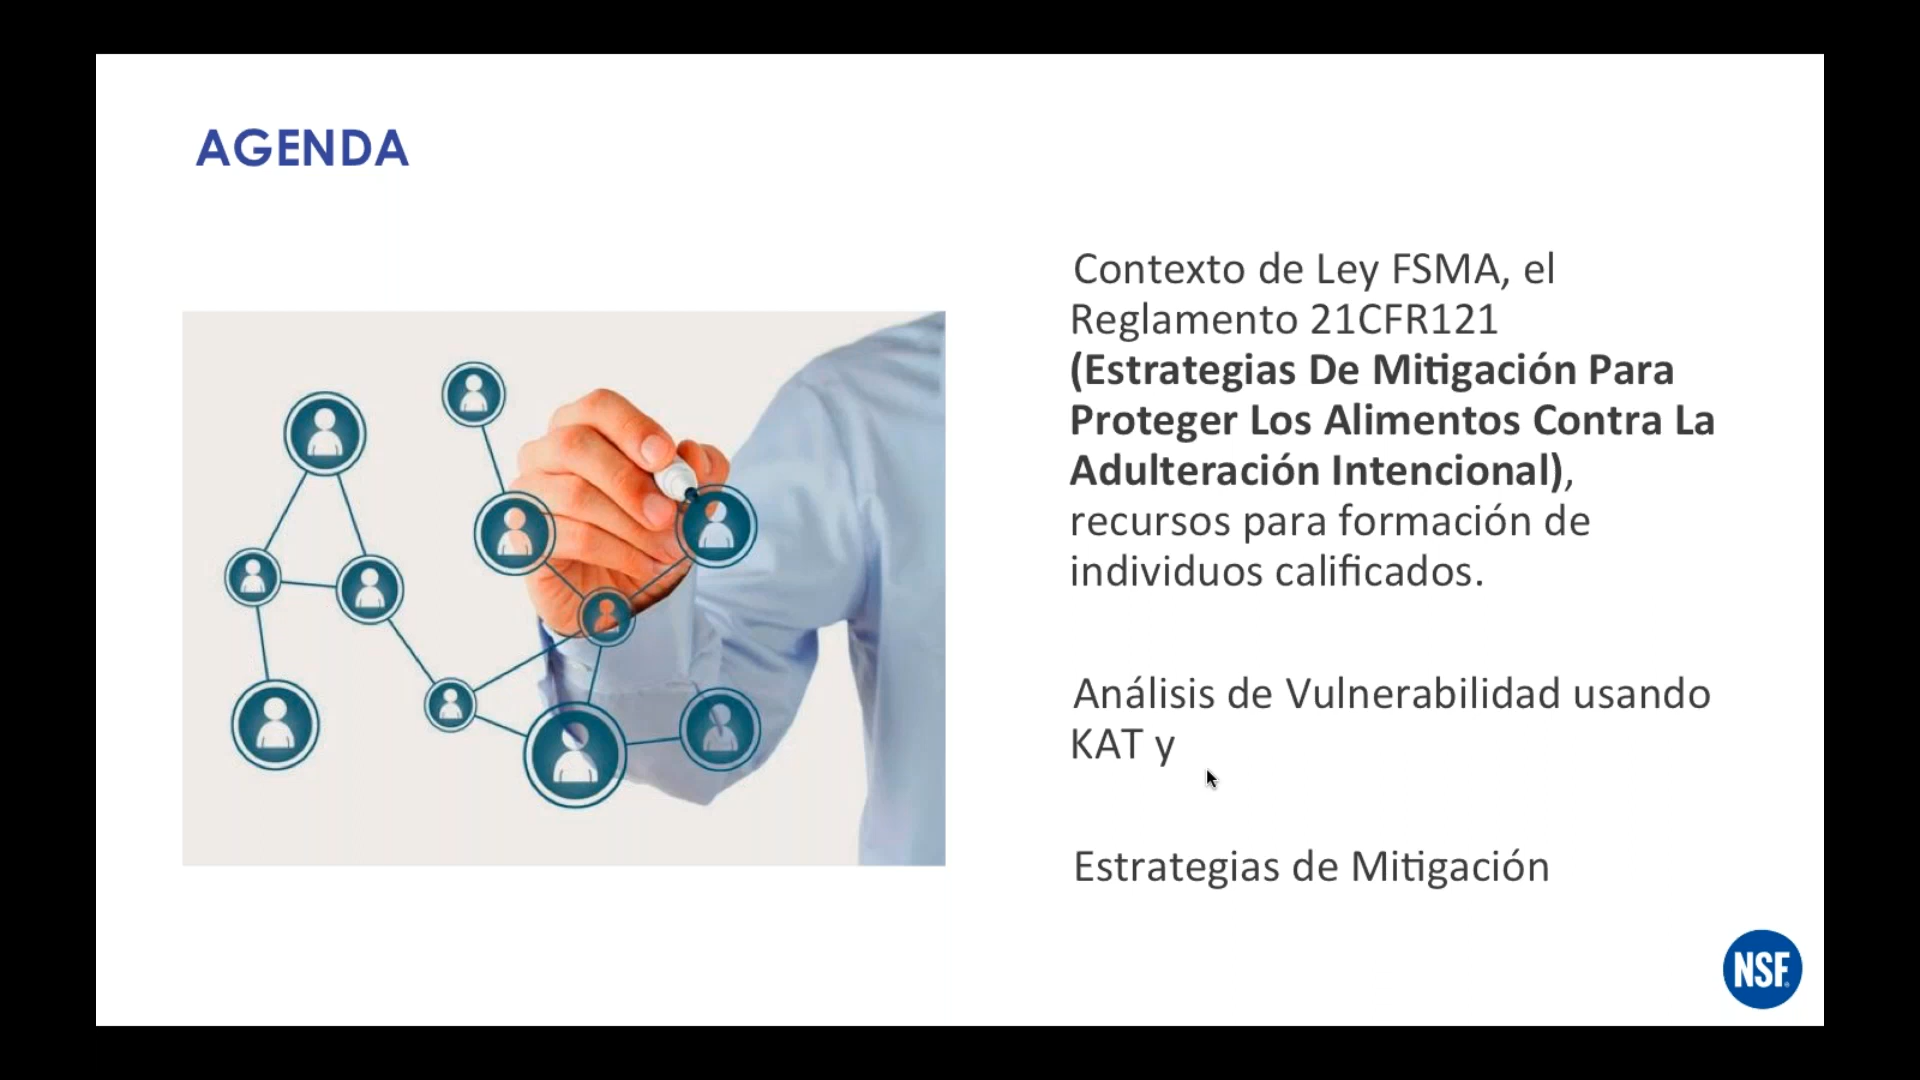 AGENDA
Contexto de Ley FSMA, el
Reglamento 21CFR121
(Estrategias De Mitigación Para
Proteger Los Alimentos Contra La
Adulteración Intencional),
recursos para formación de
individuos calificados.
Análisis de Vulnerabilidad usando
KAT y
Estrategias de Mitigación
NSF